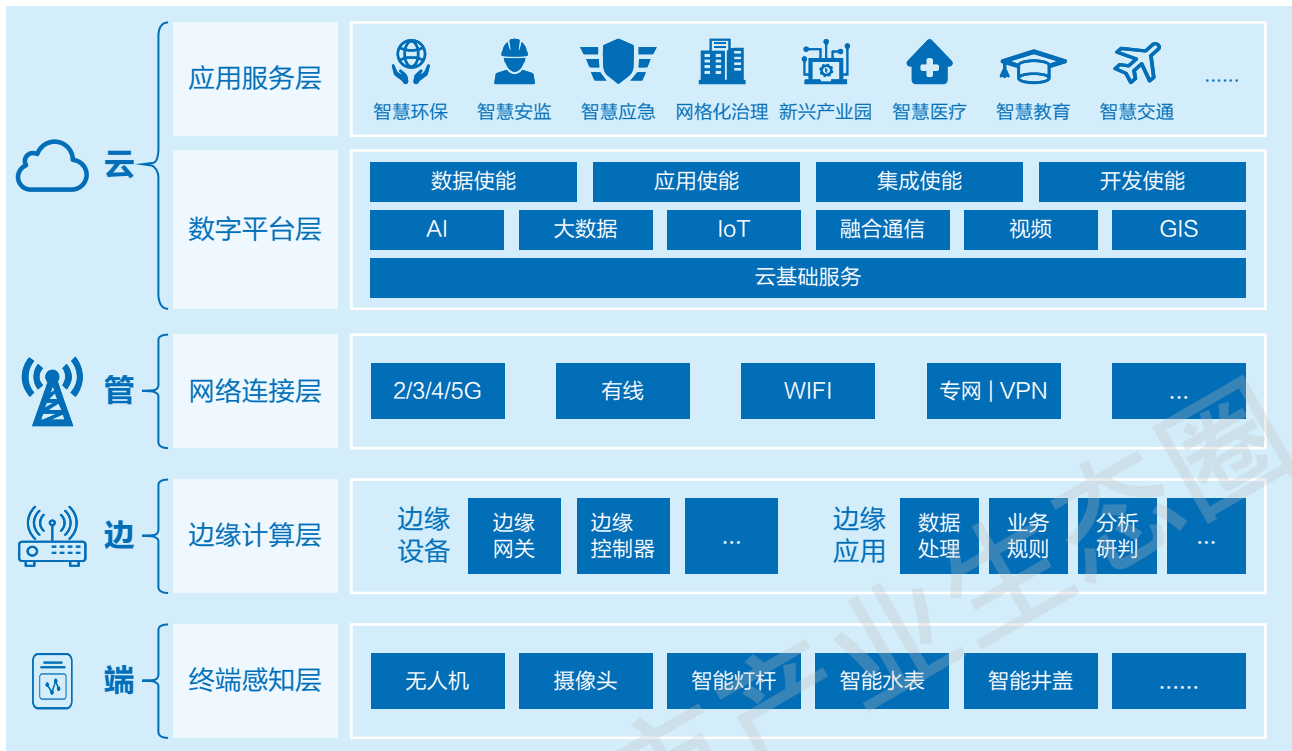 云
应用服务层
智慧环保 智慧安监 智慧应急 网格化治理 新兴产业园 智慧医疗 智慧教育 智慧交通 ......
数字平台层
数据使能 应用使能 集成使能 开发使能
AI 大数据 IoT 融合通信 视频 GIS
云基础服务
管
网络连接层
2/3/4/5G 有线 WIFI 专网 | VPN ...
边
边缘计算层
边缘
设备
边缘
网关
边缘
控制器
...
边缘
应用
数据
处理
业务
规则
分析
研判
...
端
终端感知层
无人机 摄像头 智能灯杆 智能水表 智能井盖 ......
市产业生态圈